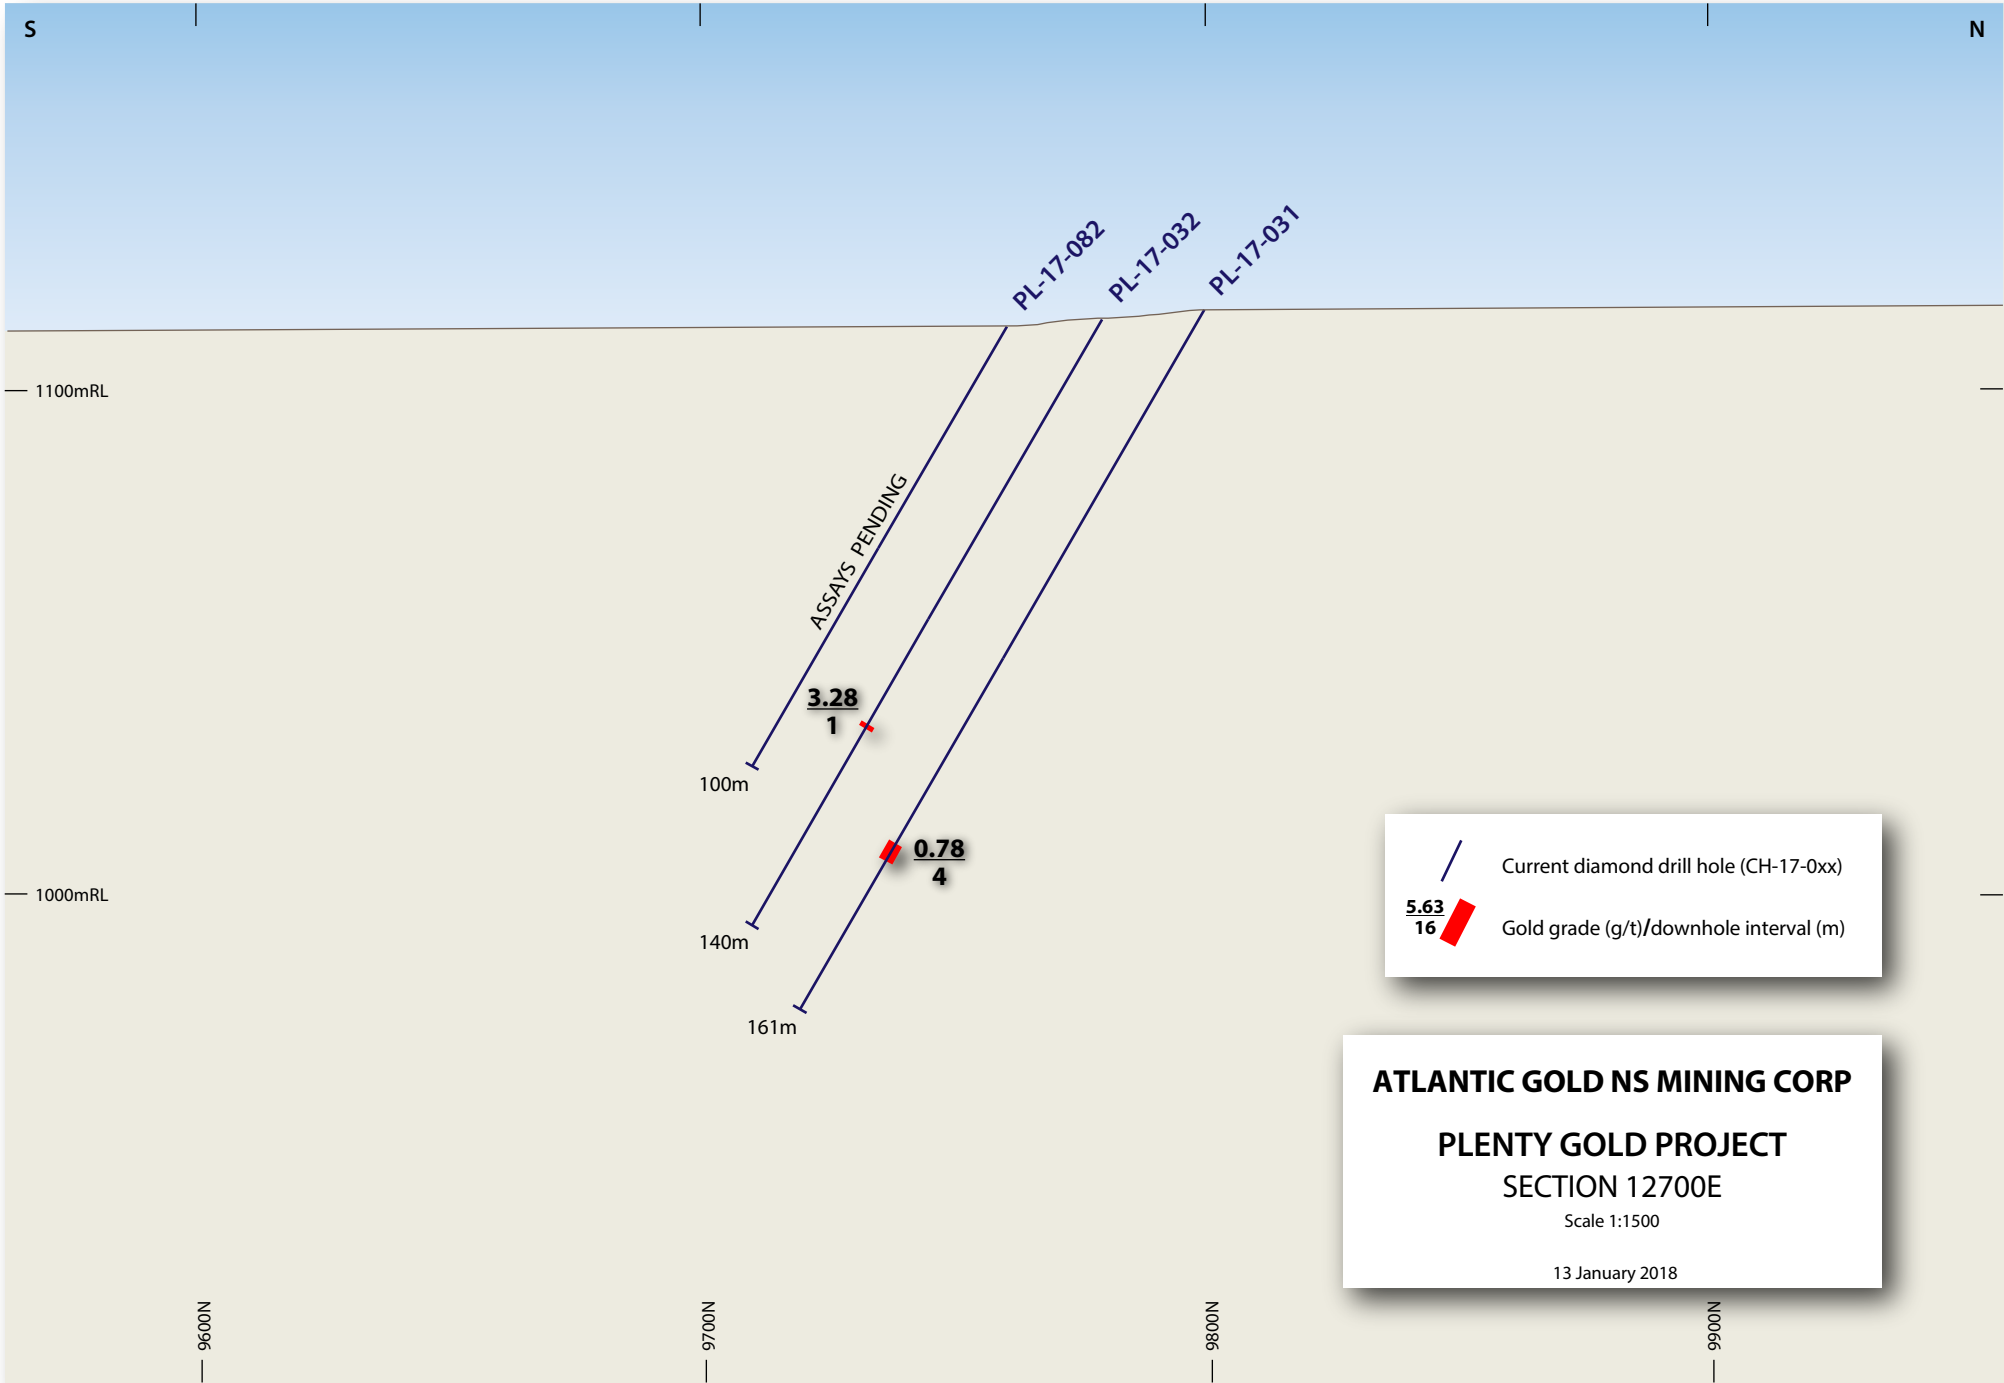 S
N
PL-17-082
PL-17-032
PL-17-031
1100mRL
ASSAYS PENDING
3.28
1
100m
0.78
4
1000mRL
140m
161m
Current diamond drill hole (CH-17-0xx)
5.63
16
Gold grade (g/t)/downhole interval (m)
ATLANTIC GOLD NS MINING CORP
PLENTY GOLD PROJECT
SECTION 12700E
Scale 1:1500
13 January 2018
9600N
9700N
9800N
9900N